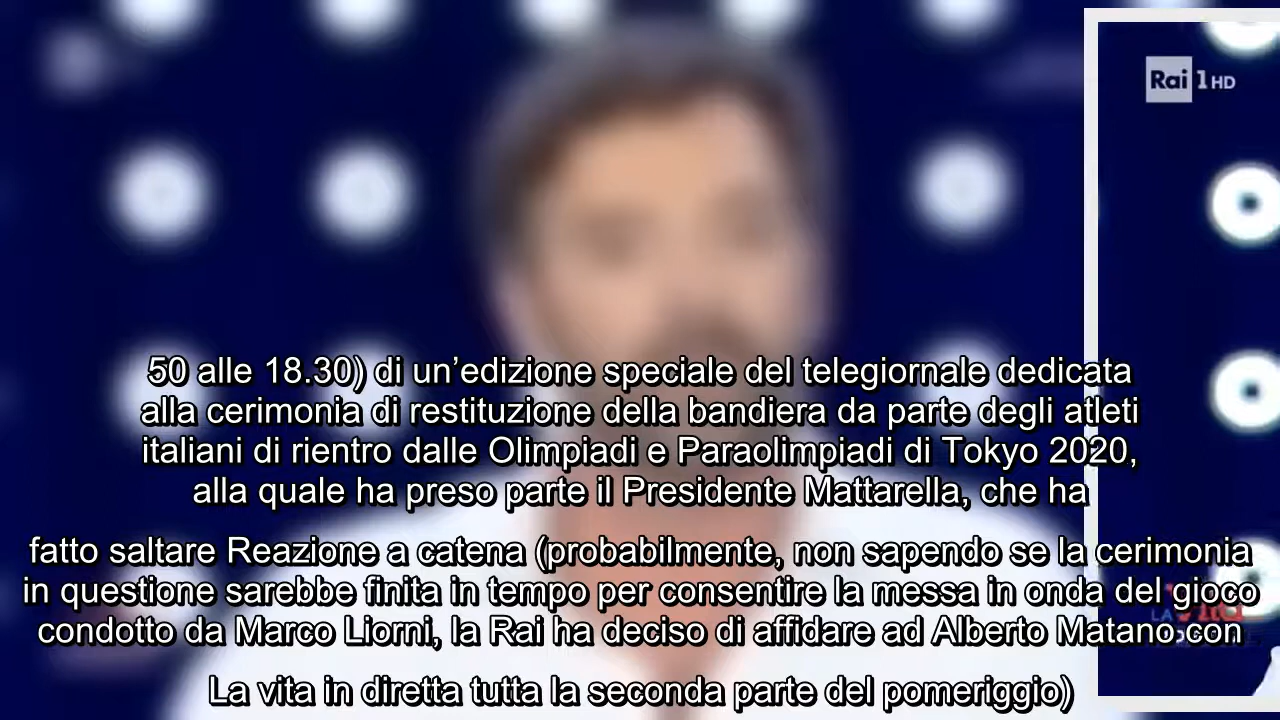 Rai 1 HD
50 alle 18.30) di un’edizione speciale del telegiornale dedicata
alla cerimonia di restituzione della bandiera da parte degli atleti
italiani di rientro dalle Olimpiadi e Paraolimpiadi di Tokyo 2020,
alla quale ha preso parte il Presidente Mattarella, che ha
fatto saltare Reazione a catena (probabilmente, non sapendo se la cerimonia
in questione sarebbe finita in tempo per consentire la messa in onda del gioco
condotto da Marco Liorni, la Rai ha deciso di affidare ad Alberto Matano con
La vita in diretta tutta la seconda parte del pomeriggio)
LA vita